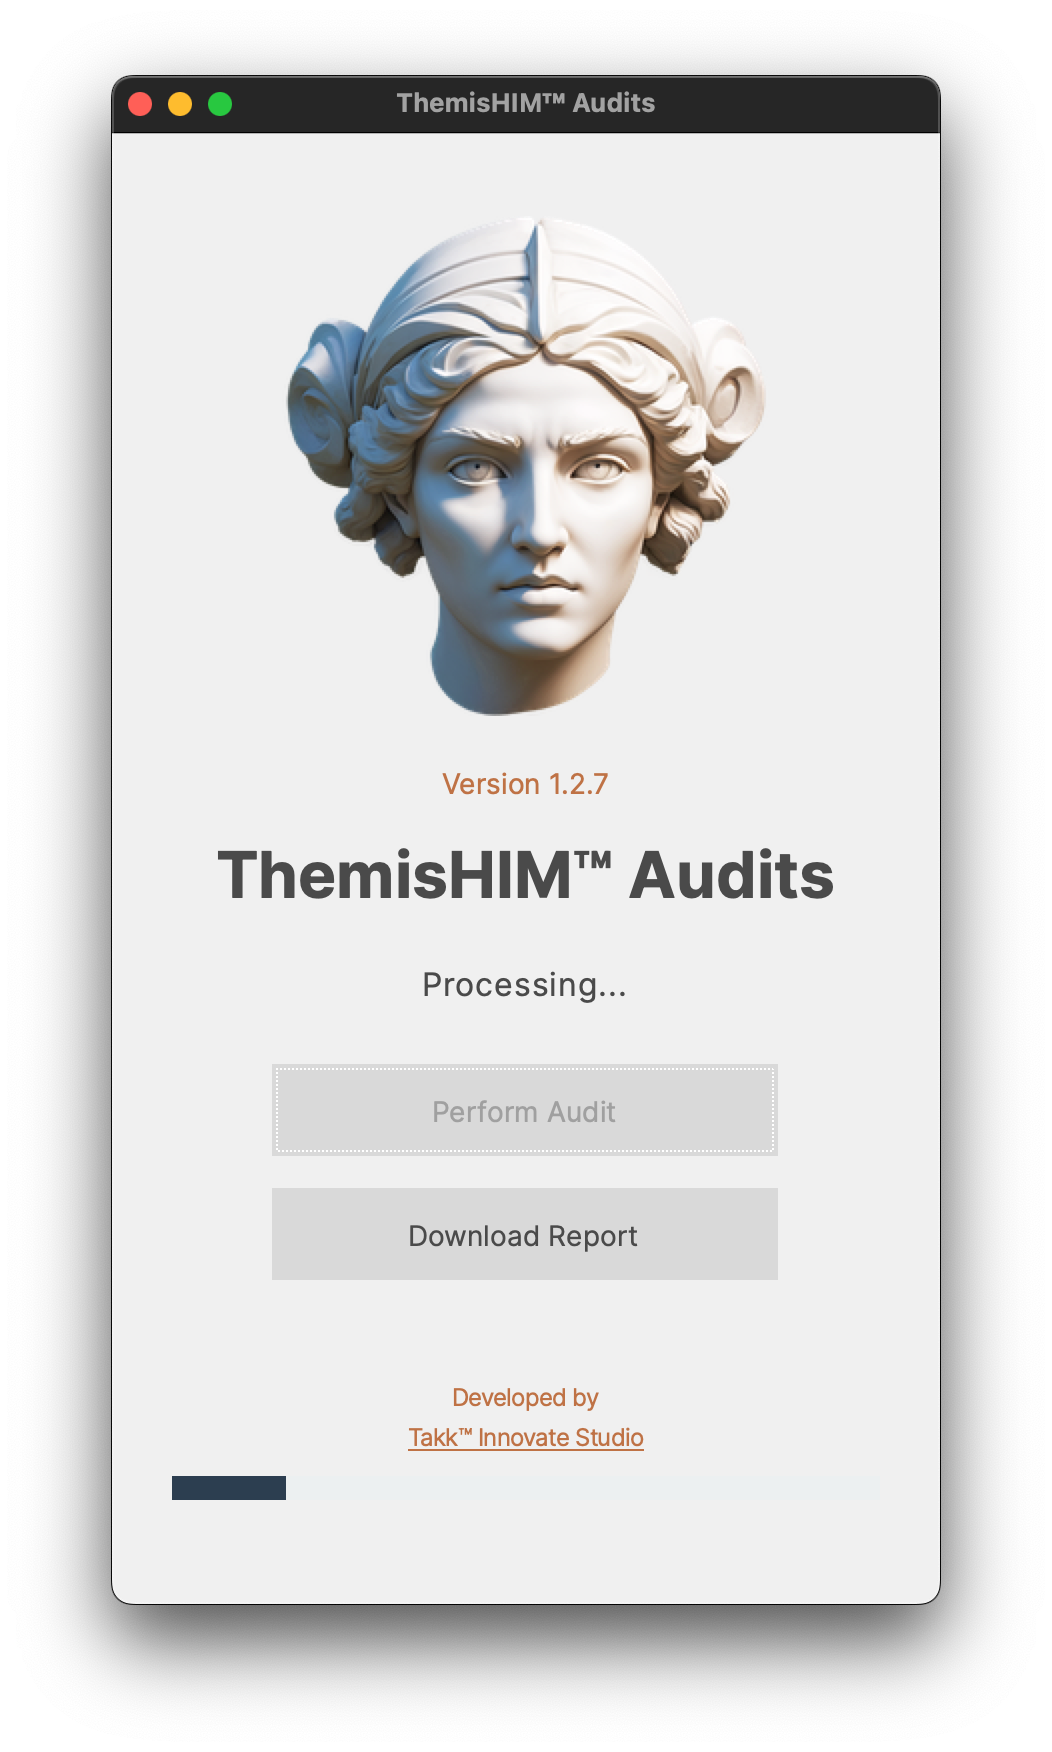 ThemisHIM™ Audits
Version 1.2.7
ThemisHIM™ Audits
Processing...
Perform Audit
Download Report
Developed by
Takk™ Innovate Studio